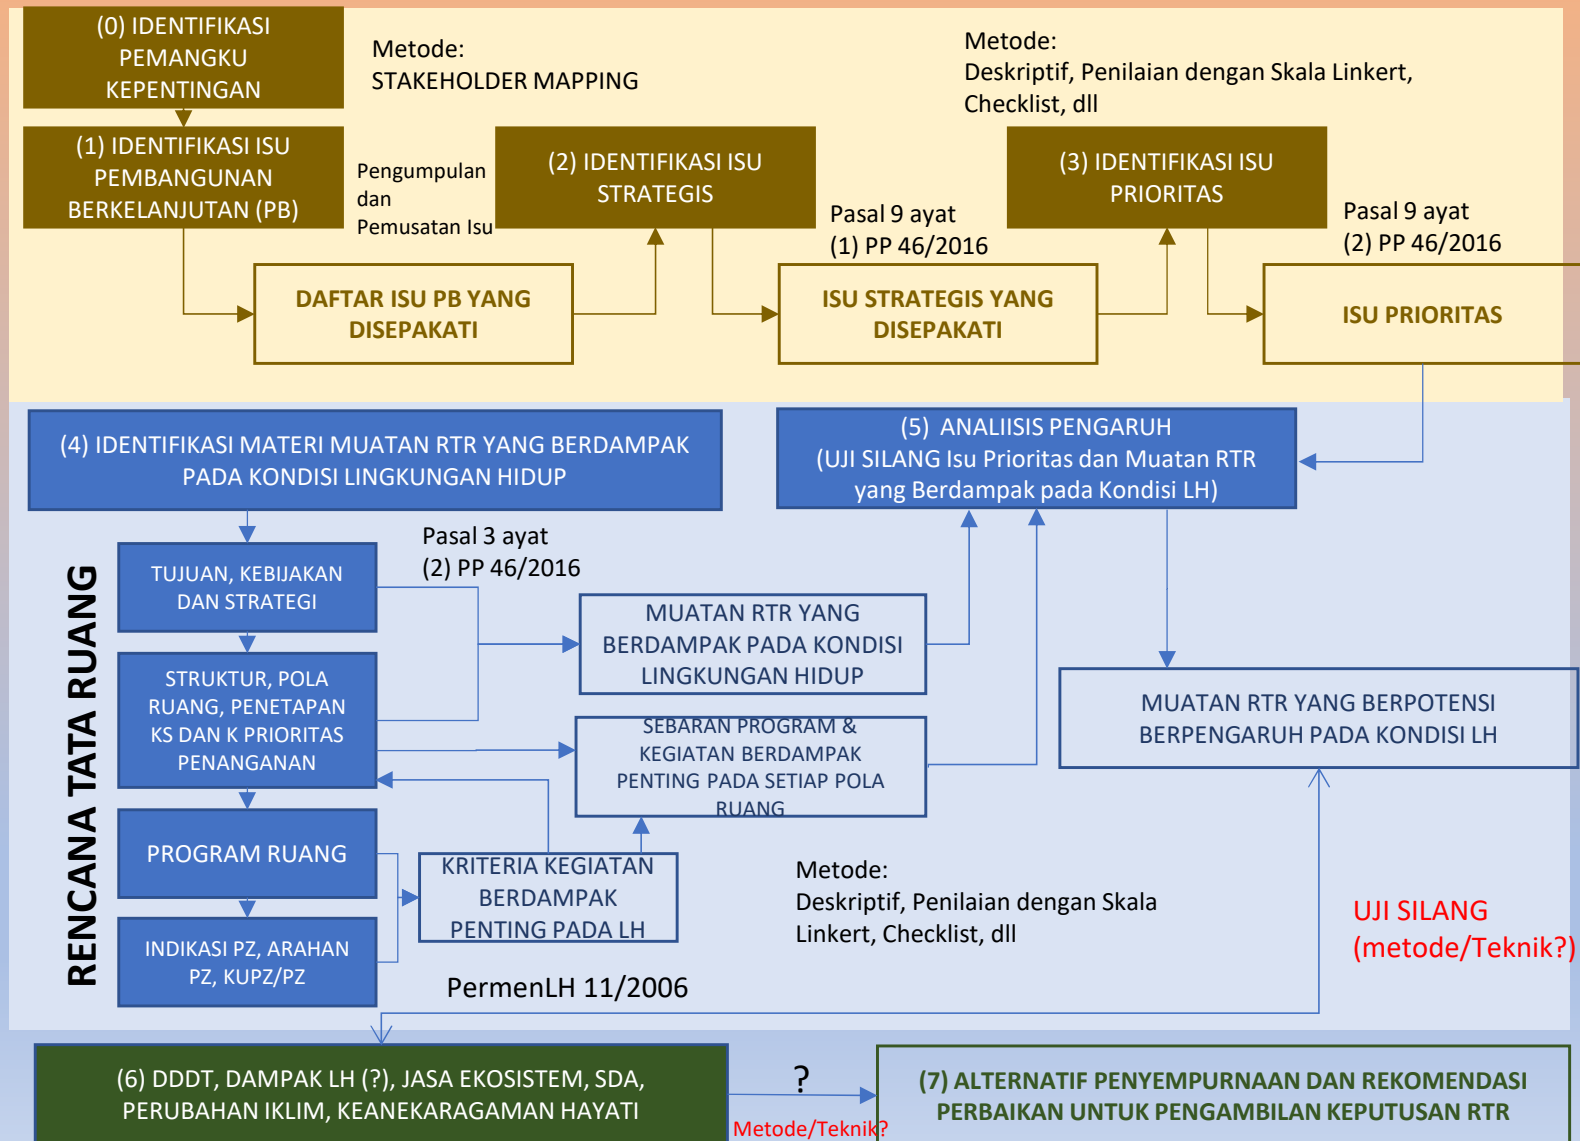 (0) IDENTIFIKASI
PEMANGKU
KEPENTINGAN
Metode:
STAKEHOLDER MAPPING
Metode:
Deskriptif, Penilaian dengan Skala Linkert,
Checklist, dll
(1) IDENTIFIKASI ISU
PEMBANGUNAN
BERKELANJUTAN (PB)
Pengumpulan
dan
Pemusatan Isu
(2) IDENTIFIKASI ISU
STRATEGIS
Pasal 9 ayat
(1) PP 46/2016
(3) IDENTIFIKASI ISU
PRIORITAS
Pasal 9 ayat
(2) PP 46/2016
DAFTAR ISU PB YANG
DISEPAKATI
ISU STRATEGIS YANG
DISEPAKATI
ISU PRIORITAS
(4) IDENTIFIKASI MATERI MUATAN RTR YANG BERDAMPAK
PADA KONDISI LINGKUNGAN HIDUP
(5) ANALIISIS PENGARUH
(UJI SILANG Isu Prioritas dan Muatan RTR
yang Berdampak pada Kondisi LH)
RENCANA TATA RUANG
TUJUAN, KEBIJAKAN
DAN STRATEGI
Pasal 3 ayat
(2) PP 46/2016
STRUKTUR, POLA
RUANG, PENETAPAN
KS DAN K PRIORITAS
PENANGANAN
MUATAN RTR YANG
BERDAMPAK PADA KONDISI
LINGKUNGAN HIDUP
SEBARAN PROGRAM &
KEGIATAN BERDAMPAK
PENTING PADA SETIAP POLA
RUANG
MUATAN RTR YANG BERPOTENSI
BERPENGARUH PADA KONDISI LH
PROGRAM RUANG
KRITERIA KEGIATAN
BERDAMPAK
PENTING PADA LH
Metode:
Deskriptif, Penilaian dengan Skala
Linkert, Checklist, dll
UJI SILANG
(metode/Teknik?)
INDIKASI PZ, ARAHAN
PZ, KUPZ/PZ
PermenLH 11/2006
(6) DDDT, DAMPAK LH (?), JASA EKOSISTEM, SDA,
PERUBAHAN IKLIM, KEANEKARAGAMAN HAYATI
?
Metode/Teknik?
(7) ALTERNATIF PENYEMPURNAAN DAN REKOMENDASI
PERBAIKAN UNTUK PENGAMBILAN KEPUTUSAN RTR